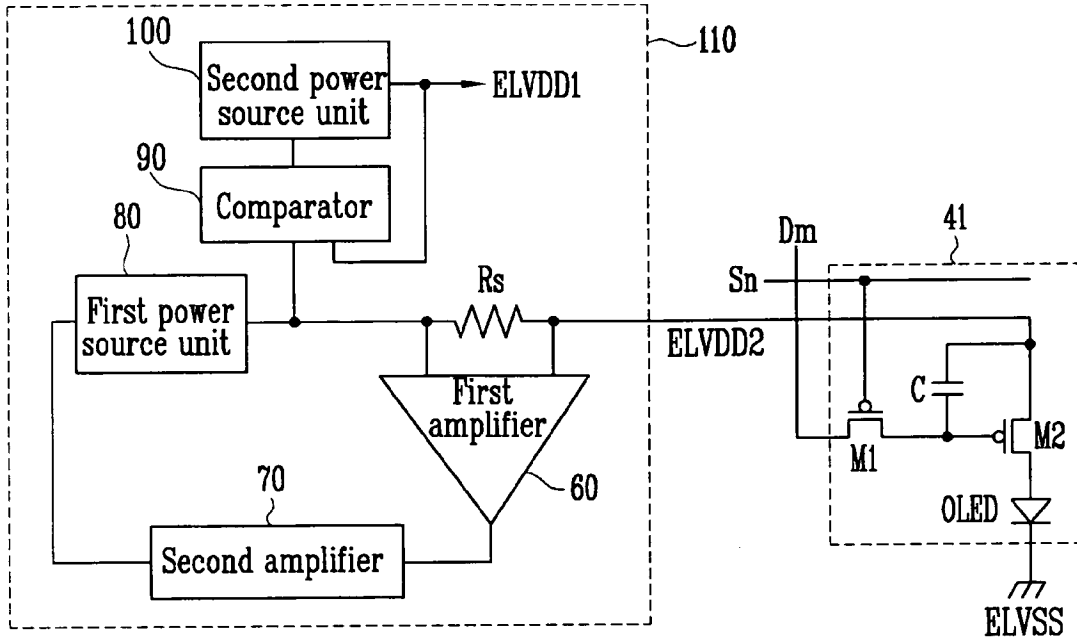 100
110
Second power
source unit
ELVDD1
90
Comparator
80
First power
source unit
Rs
Dm
41
Sn
ELVDD2
C
M1
M2
First
amplifier
60
OLED
70
Second amplifier
ELVSS